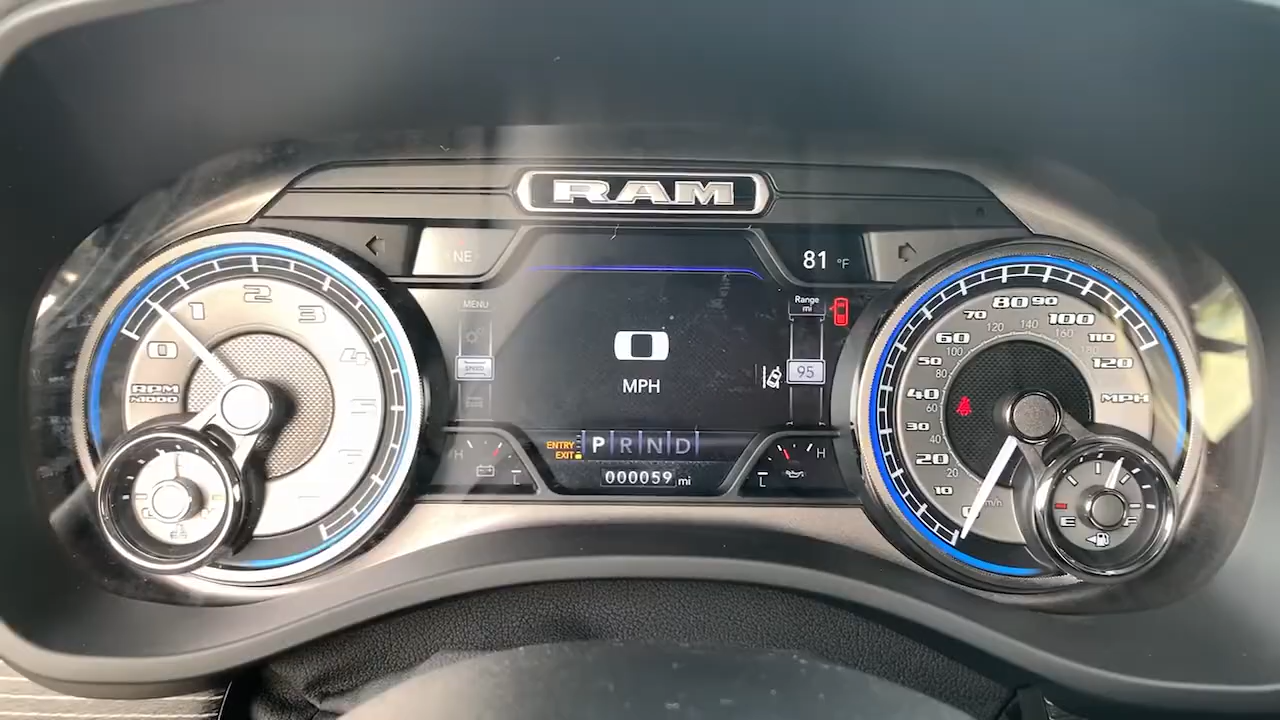 RAM
NE
81 °F
MENU
SPEED
0
MPH
Range
mi
95
ENTRY
EXIT
P R N D
000059 mi
H
L
H
L
0
1
2
3
4
RPM
X1000
0
10
20
30
40
50
60
70
80
90
100
110
120
MPH
20
40
60
80
100
120
140
160
km/h
E
F